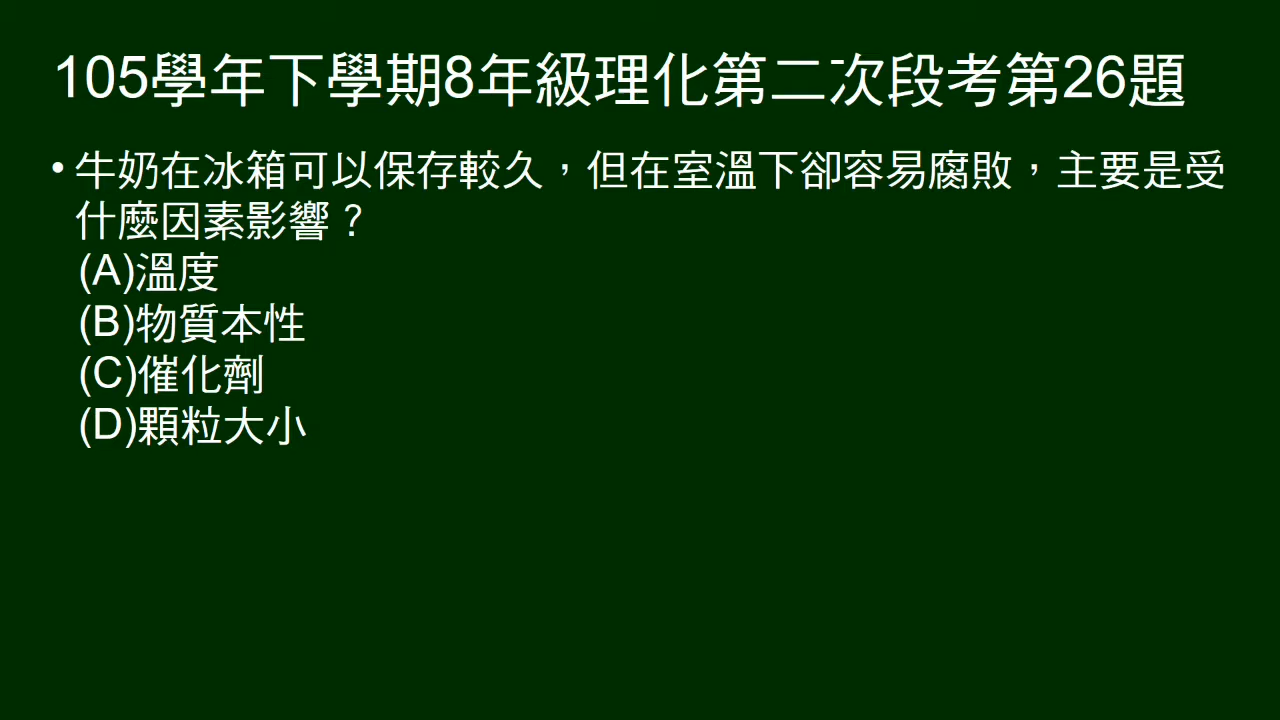 105學年下學期8年級理化第二次段考第26題
•牛奶在冰箱可以保存較久，但在室溫下卻容易腐敗，主要是受
什麼因素影響？
(A)溫度
(B)物質本性
(C)催化劑
(D)顆粒大小